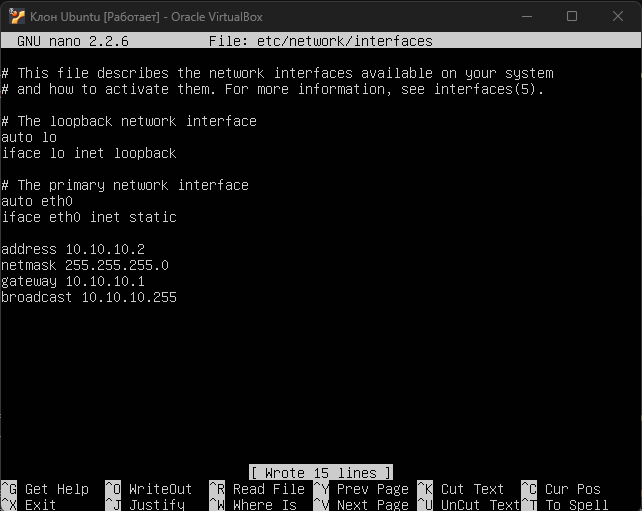 Клон Ubuntu [Работает] - Oracle VirtualBox
GNU nano 2.2.6 File: etc/network/interfaces
# This file describes the network interfaces available on your system
# and how to activate them. For more information, see interfaces(5).
# The loopback network interface
auto lo
iface lo inet loopback
# The primary network interface
auto eth0
iface eth0 inet static
address 10.10.10.2
netmask 255.255.255.0
gateway 10.10.10.1
broadcast 10.10.10.255
[ Wrote 15 lines ]
^G Get Help ^O WriteOut ^R Read File ^Y Prev Page ^K Cut Text ^C Cur Pos
^X Exit ^J Justify ^W Where Is ^V Next Page ^U UnCut Text ^T To Spell